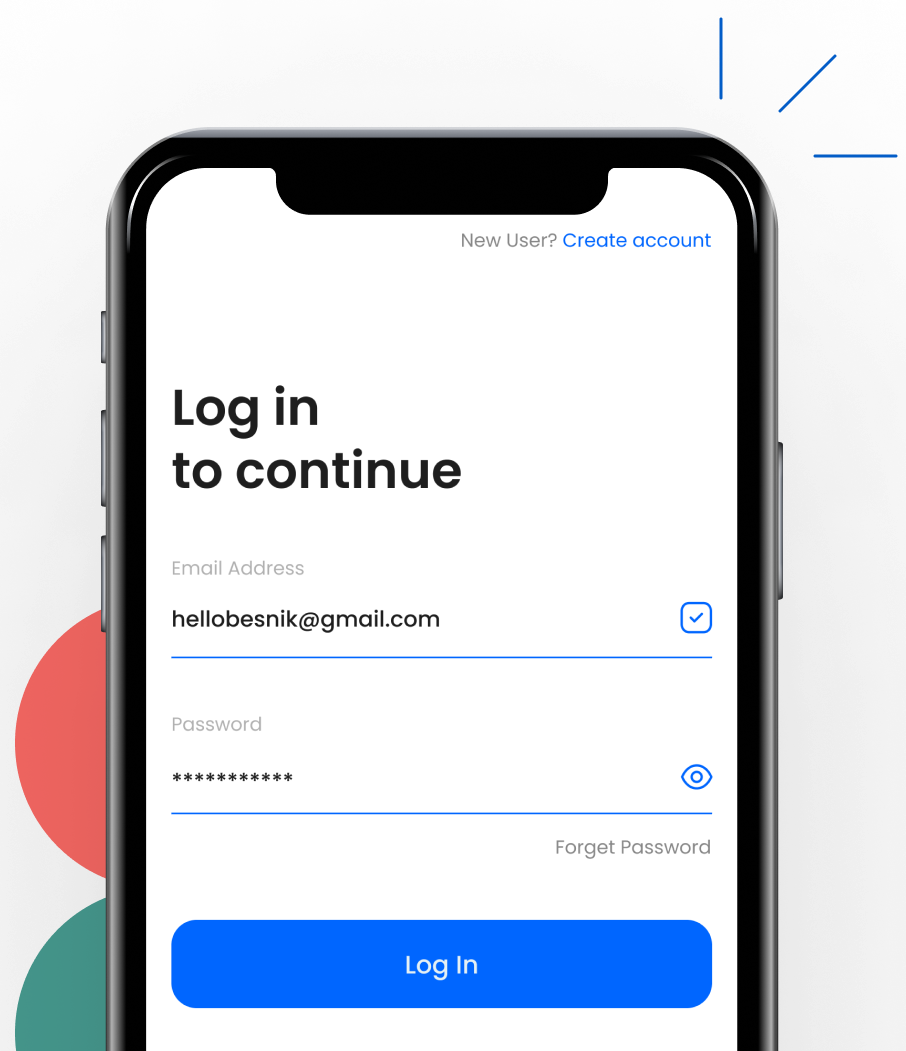 New User? Create account
Log in
to continue
Email Address
hellobesnik@gmail.com
Password
***********
Forget Password
Log In